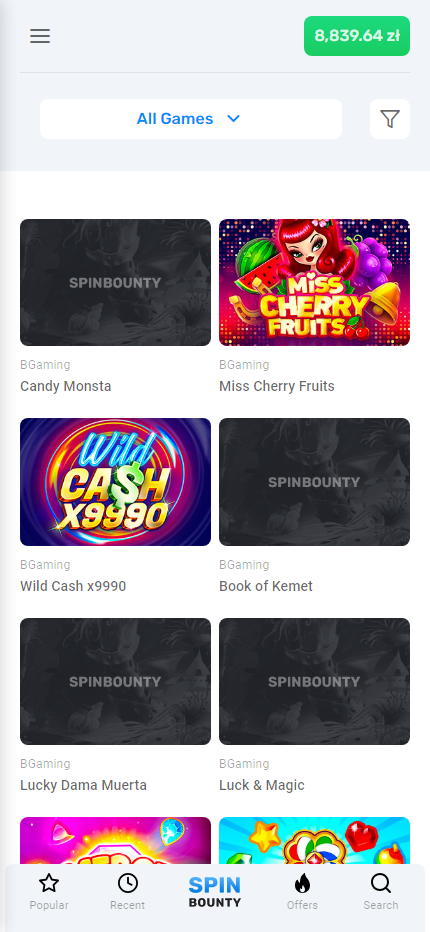 8,839.64 zł
All Games
SPINBOUNTY
MISS
CHERRY
FRUITS
BGaming
Candy Monsta
BGaming
Miss Cherry Fruits
Wild
CA$H
X9990
SPINBOUNTY
BGaming
Wild Cash x9990
BGaming
Book of Kemet
SPINBOUNTY
SPINBOUNTY
BGaming
Lucky Dama Muerta
BGaming
Luck & Magic
Popular
Recent
SPIN
BOUNTY
Offers
Search